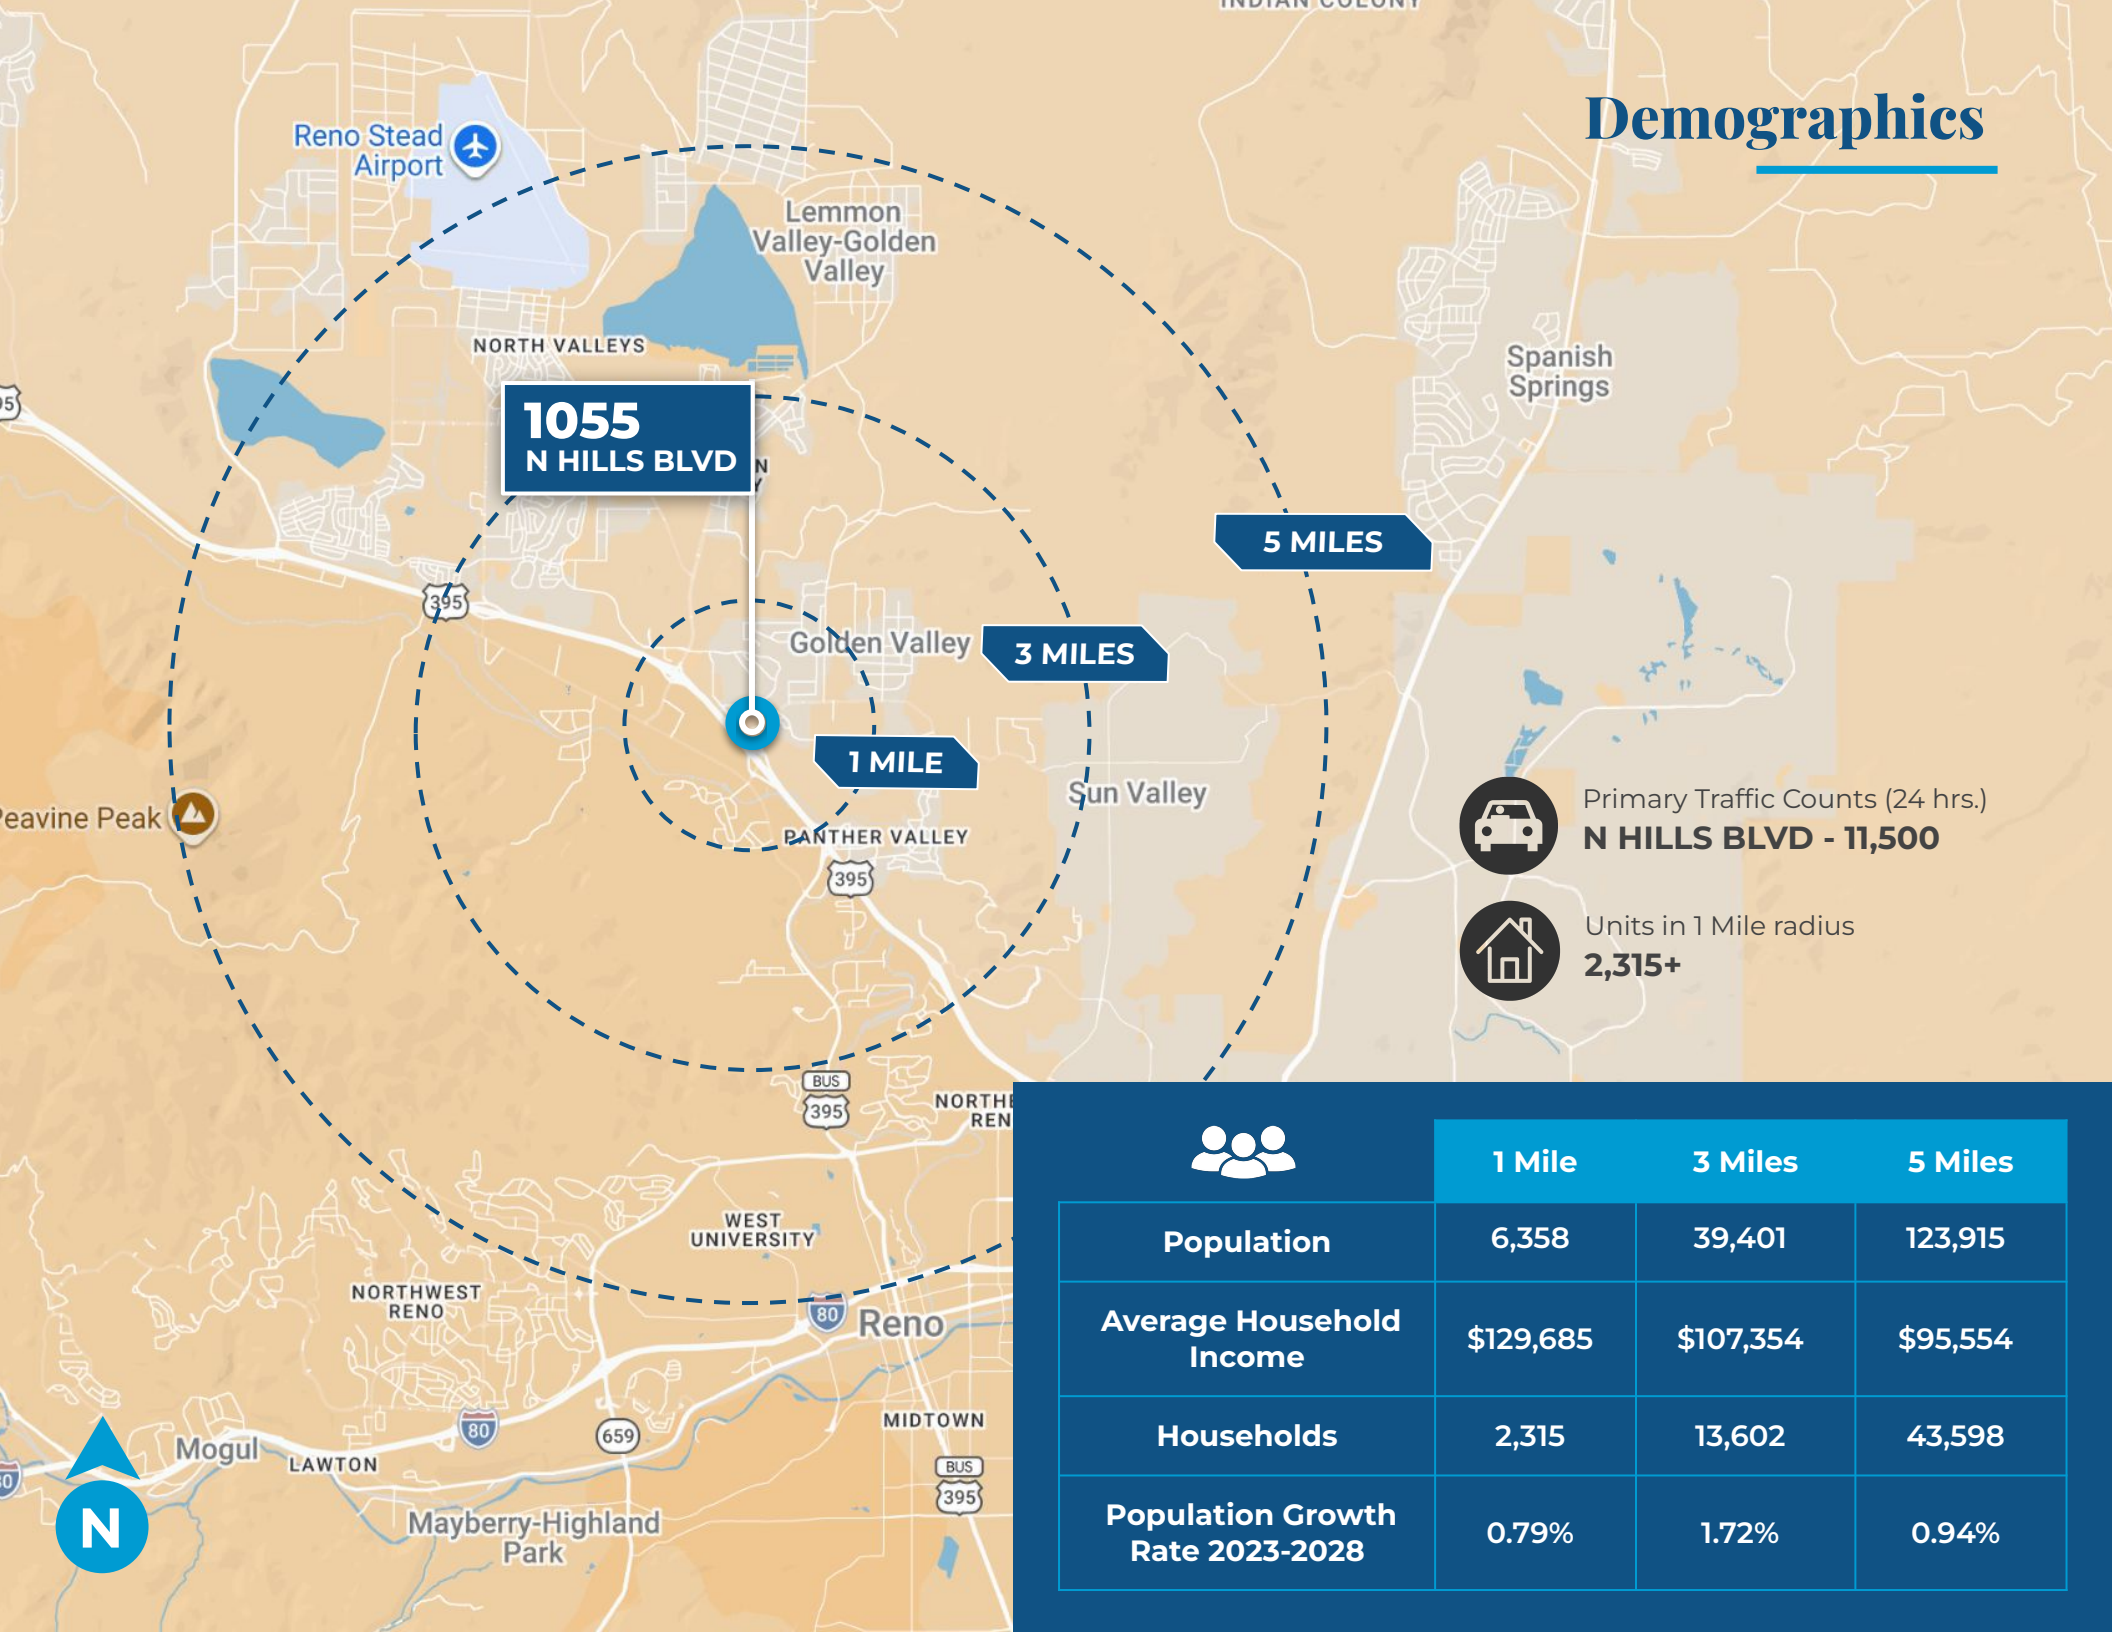 INDIAN COLONY
Demographics
Reno Stead
Airport
Lemmon
Valley-Golden
Valley
NORTH VALLEYS
Spanish
Springs
95
1055
N HILLS BLVD
N
Y
5 MILES
395
Golden Valley
3 MILES
1 MILE
Sun Valley
eavine Peak
PANTHER VALLEY
395
Primary Traffic Counts (24 hrs.)
N HILLS BLVD - 11,500
Units in 1 Mile radius
2,315+
BUS
395
NORTHE
REN
WEST
UNIVERSITY
NORTHWEST
RENO
80
Reno
MIDTOWN
80
659
Mogul
LAWTON
BUS
395
80
Mayberry-Highland
Park
N
1 Mile 3 Miles 5 Miles
Population 6,358 39,401 123,915
Average Household
Income $129,685 $107,354 $95,554
Households 2,315 13,602 43,598
Population Growth
Rate 2023-2028 0.79% 1.72% 0.94%